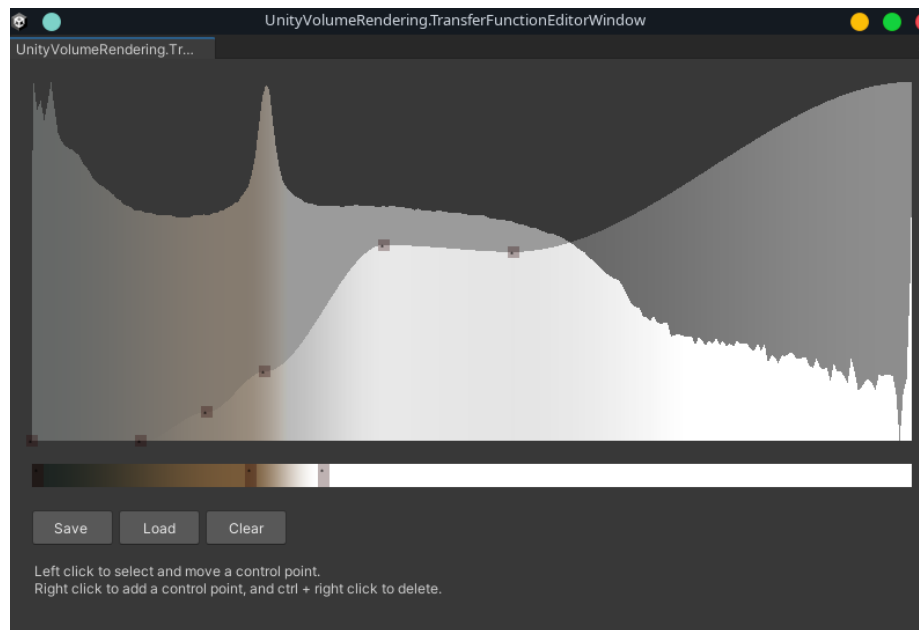 UnityVolumeRendering.TransferFunctionEditorWindow
UnityVolumeRendering.Tr...
Save Load Clear
Left click to select and move a control point.
Right click to add a control point, and ctrl + right click to delete.